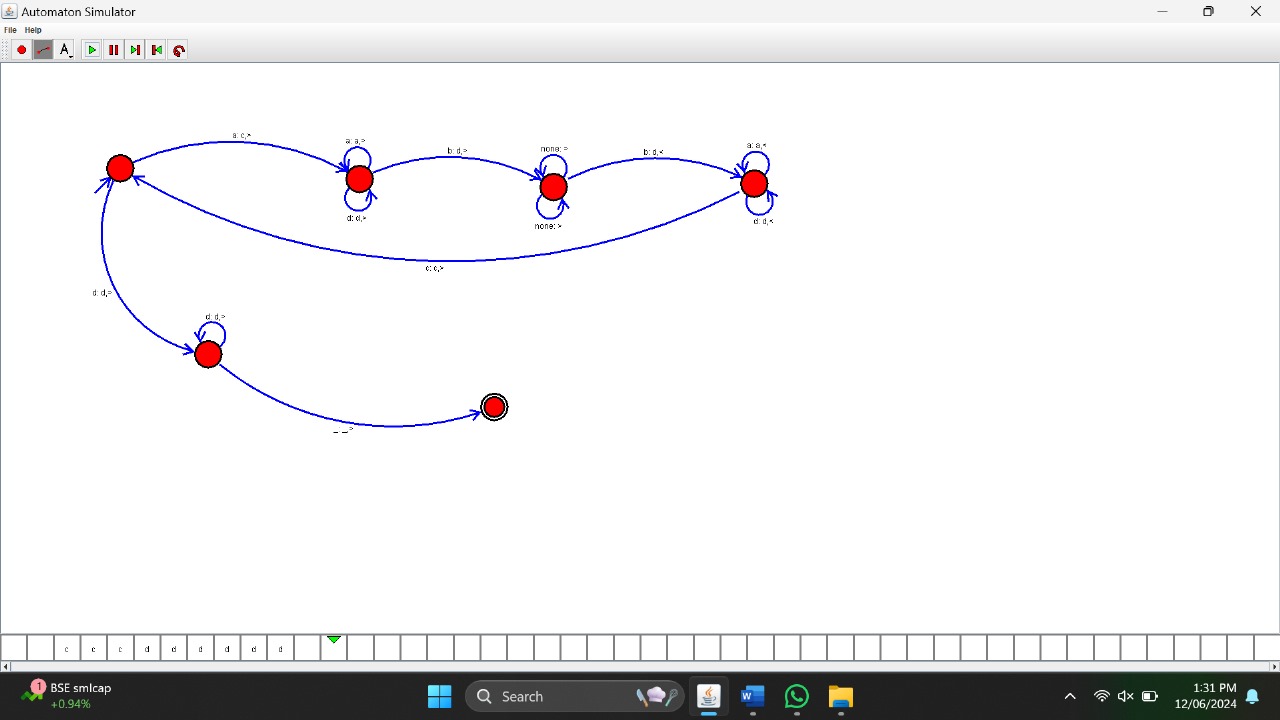 Automaton Simulator
File Help
A
a: c,>
a: a,>
b: d,>
none: >
b: d,<
a: a,<
d: d,>
none: >
d: d,<
c: c,>
d: d,>
d: d,>
_: _,>
c c c d d d d d d
1
BSE smlcap
+0.94%
Search
W
1:31 PM
12/06/2024